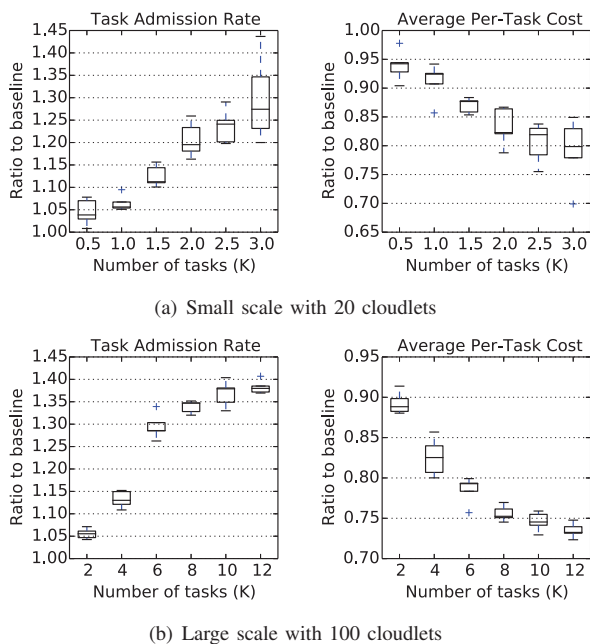 Task Admission Rate
Ratio to baseline
1.45
1.40
1.35
1.30
1.25
1.20
1.15
1.10
1.05
1.00
0.5 1.0 1.5 2.0 2.5 3.0
Number of tasks (K)
Average Per-Task Cost
Ratio to baseline
1.00
0.95
0.90
0.85
0.80
0.75
0.70
0.65
0.5 1.0 1.5 2.0 2.5 3.0
Number of tasks (K)
(a) Small scale with 20 cloudlets
Task Admission Rate
Ratio to baseline
1.45
1.40
1.35
1.30
1.25
1.20
1.15
1.10
1.05
1.00
2 4 6 8 10 12
Number of tasks (K)
Average Per-Task Cost
Ratio to baseline
0.95
0.90
0.85
0.80
0.75
0.70
2 4 6 8 10 12
Number of tasks (K)
(b) Large scale with 100 cloudlets